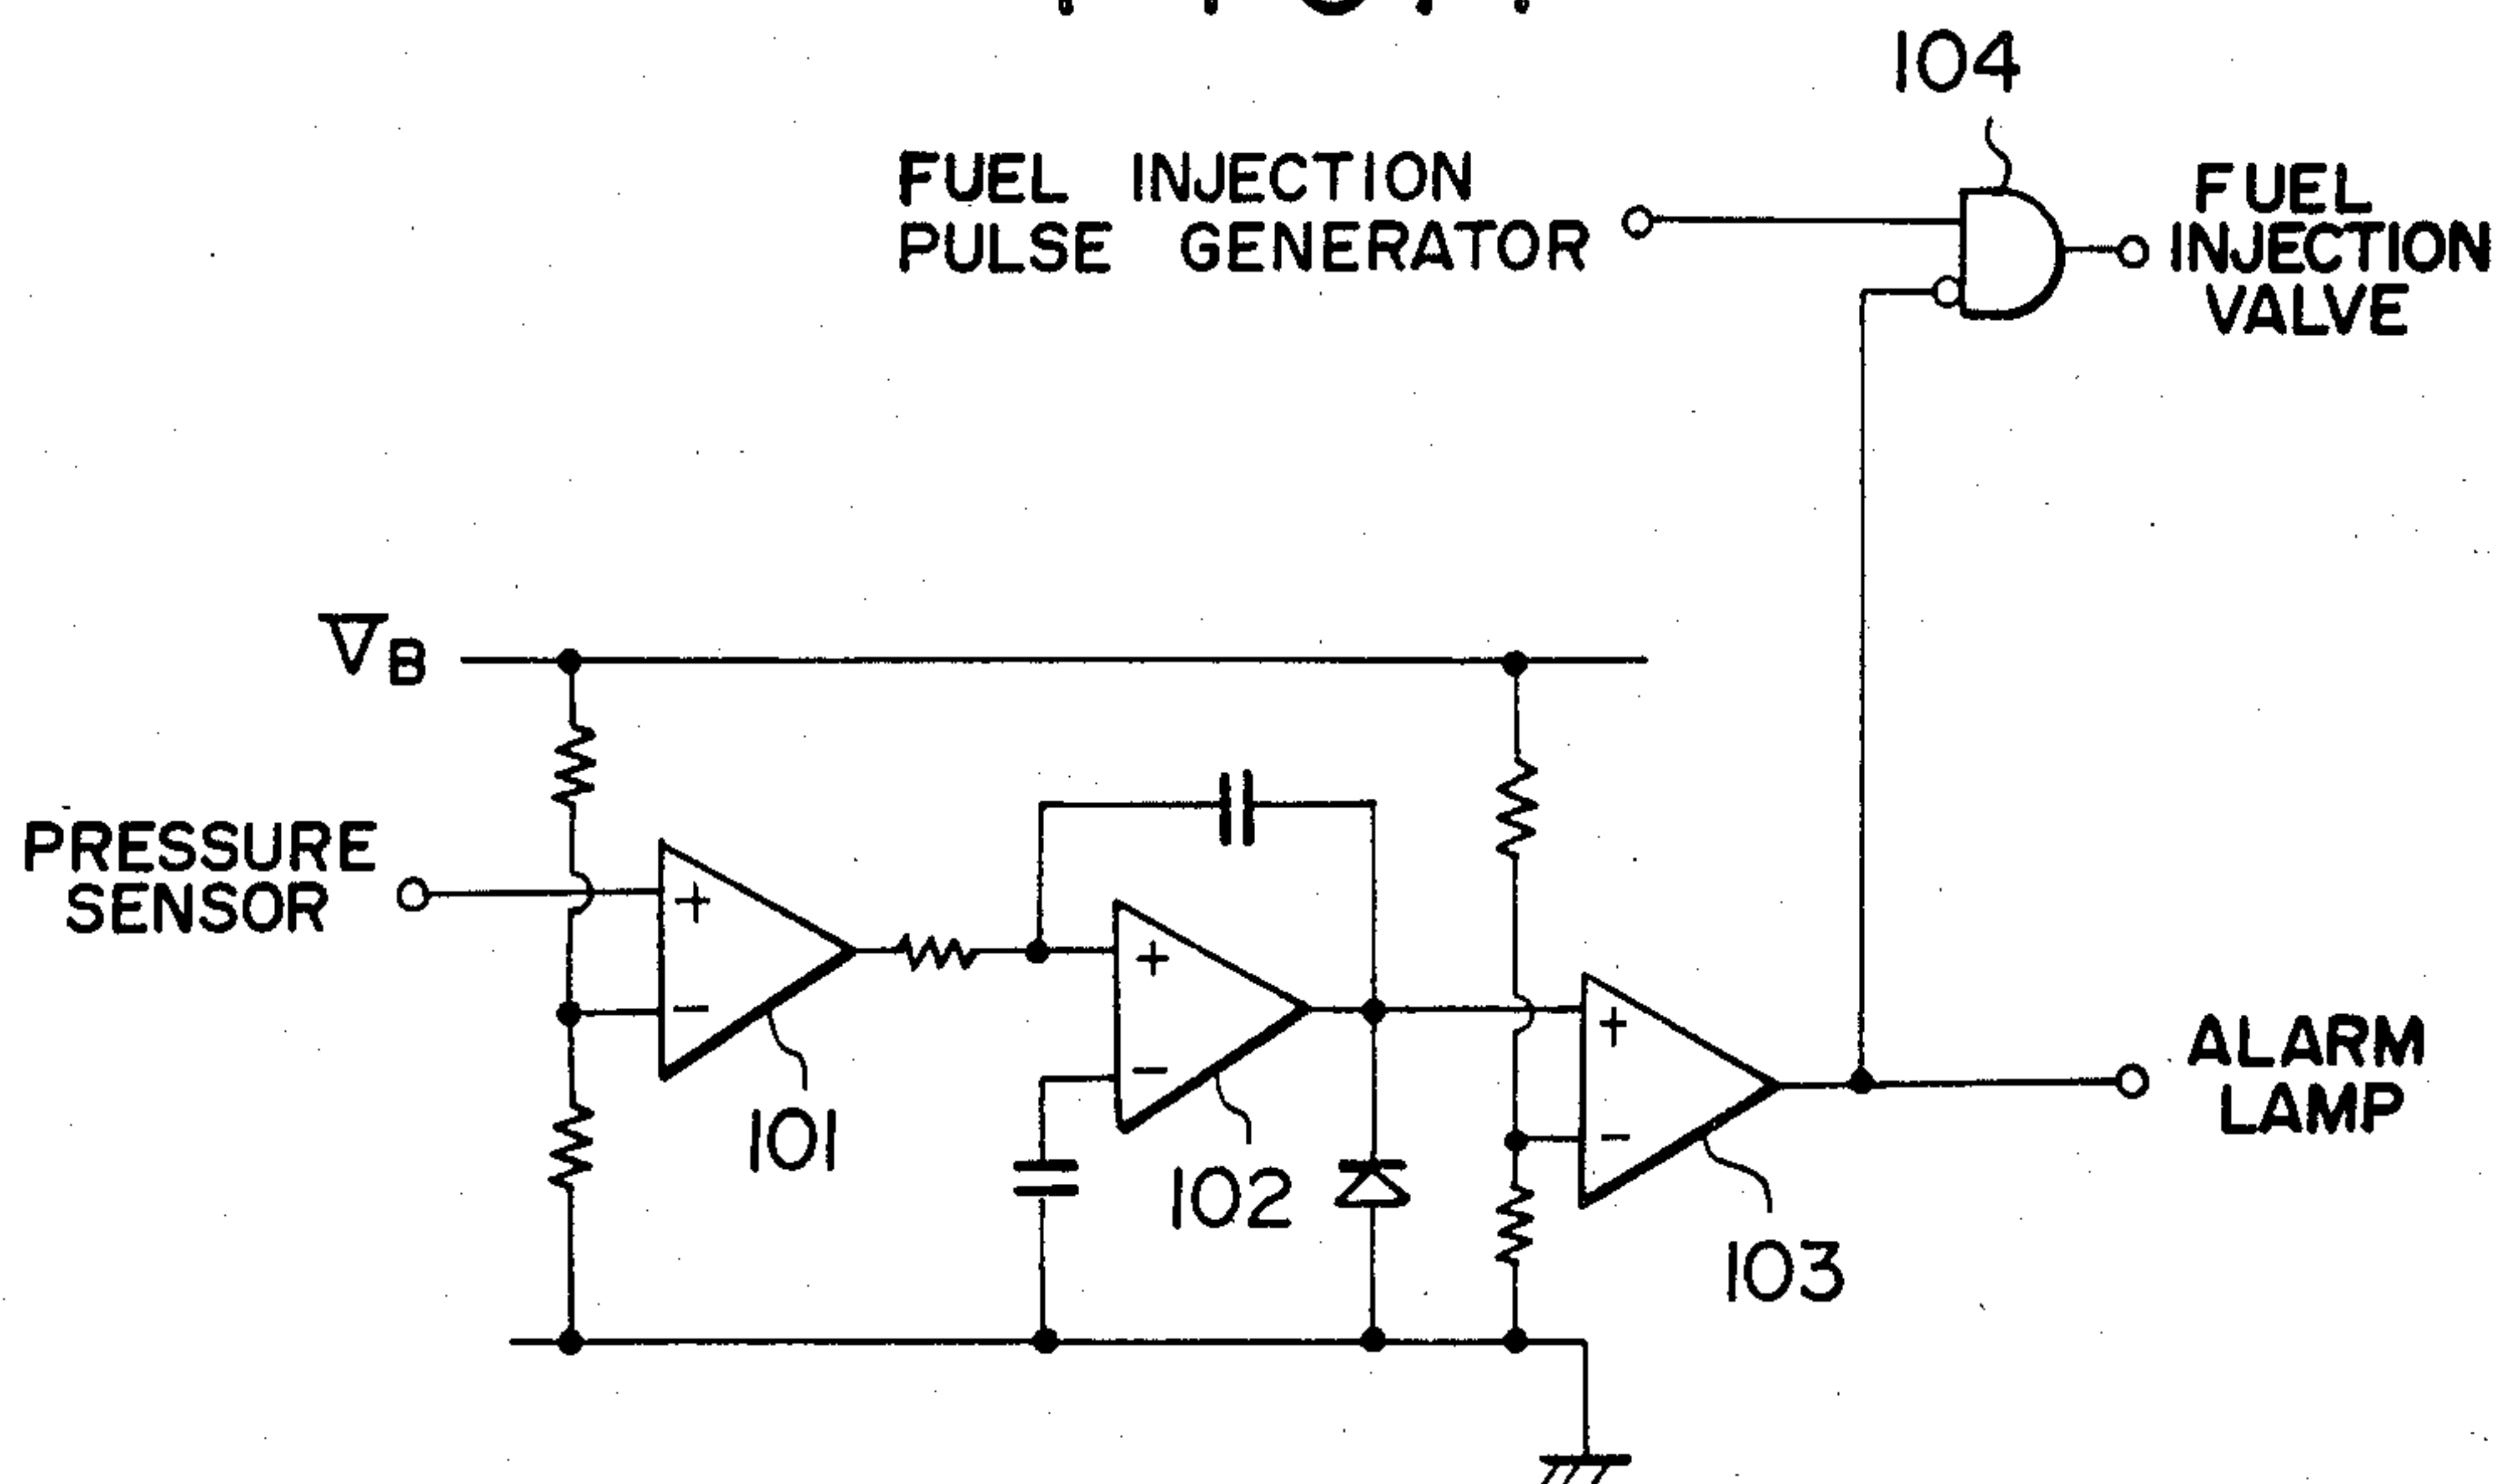 104
FUEL INJECTION
PULSE GENERATOR
FUEL
INJECTION
VALVE
VB
PRESSURE
SENSOR
+
-
+
-
+
-
101
102
103
ALARM
LAMP